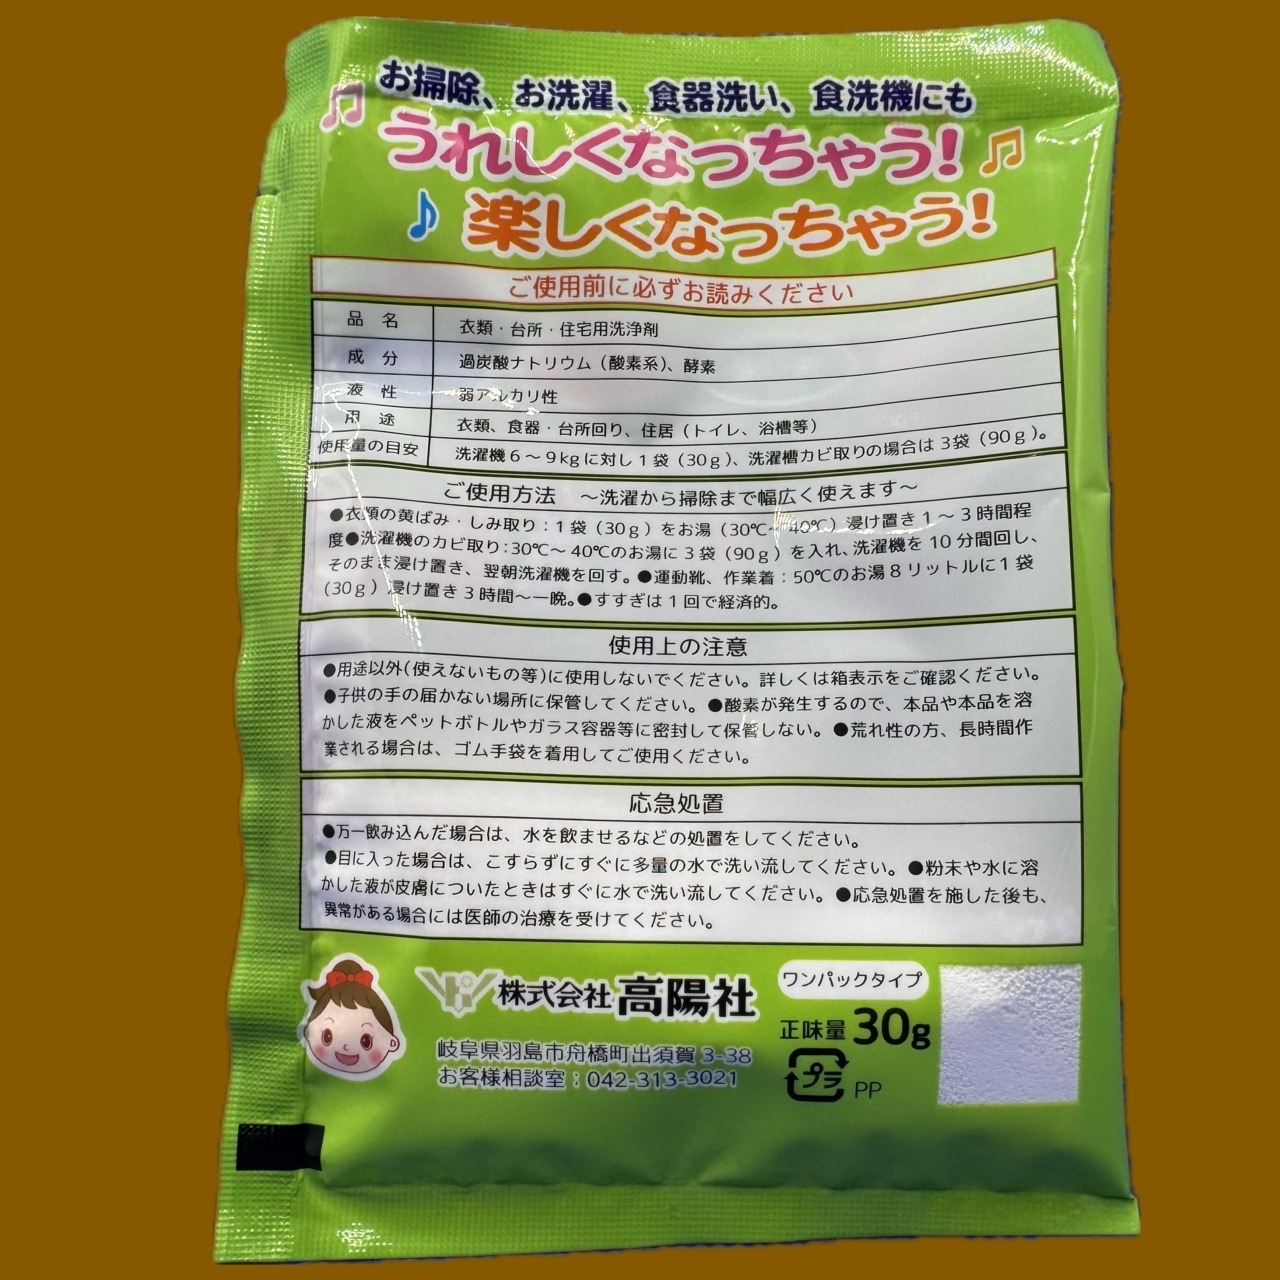 お掃除、お洗濯、食器洗い、食洗機にも
うれしくなっちゃう!
楽しくなっちゃう!
ご使用前に必ずお読みください
品 名 衣類・台所・住宅用洗浄剤
成 分 過炭酸ナトリウム（酸素系）、酵素
液 性 弱アルカリ性
用 途 衣類、食器・台所回り、住居（トイレ、浴槽等）
使用量の目安 洗濯機6～9kgに対し1袋（30g）、洗濯槽カビ取りの場合は3袋（90g）。
ご使用方法 ～洗濯から掃除まで幅広く使えます～
●衣類の黄ばみ・しみ取り：1袋（30g）をお湯（30℃～40℃）浸け置き1～3時間程
度●洗濯機のカビ取り：30℃～40℃のお湯に3袋（90g）を入れ、洗濯機を10分間回し、
そのまま浸け置き、翌朝洗濯機を回す。●運動靴、作業着：50℃のお湯8リットルに1袋
（30g）浸け置き3時間～一晩。●すすぎは1回で経済的。
使用上の注意
●用途以外（使えないもの等）に使用しないでください。詳しくは箱表示をご確認ください。
●子供の手の届かない場所に保管してください。●酸素が発生するので、本品や本品を溶
かした液をペットボトルやガラス容器等に密封して保管しない。●荒れ性の方、長時間作
業される場合は、ゴム手袋を着用してご使用ください。
応急処置
●万一飲み込んだ場合は、水を飲ませるなどの処置をしてください。
●目に入った場合は、こすらずにすぐに多量の水で洗い流してください。●粉末や水に溶
かした液が皮膚についたときはすぐに水で洗い流してください。●応急処置を施した後も、
異常がある場合には医師の治療を受けてください。
株式会社 高陽社
岐阜県羽島市舟橋町出須賀3-38
お客様相談室：042-313-3021
ワンパックタイプ
正味量 30g
プラ PP